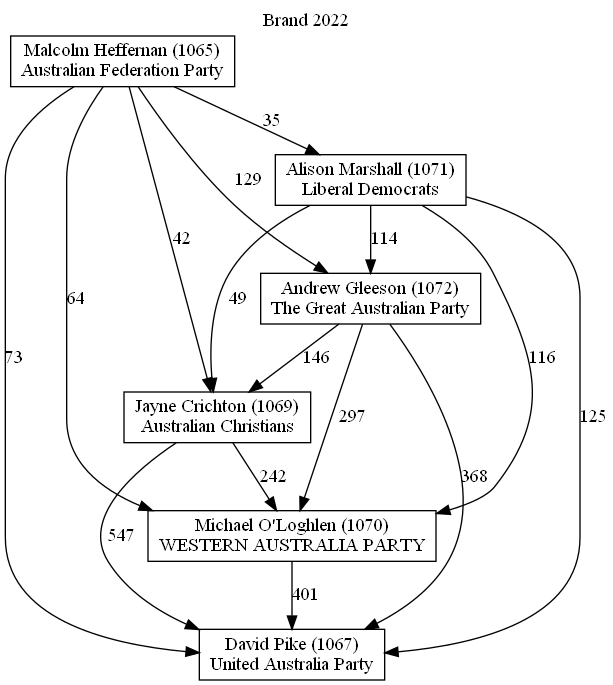 Brand 2022
Malcolm Heffernan (1065)
Australian Federation Party
35
Alison Marshall (1071)
Liberal Democrats
129
42
114
49
64
Andrew Gleeson (1072)
The Great Australian Party
73
146
116
297
125
Jayne Crichton (1069)
Australian Christians
242
368
547
Michael O'Loghlen (1070)
WESTERN AUSTRALIA PARTY
401
David Pike (1067)
United Australia Party